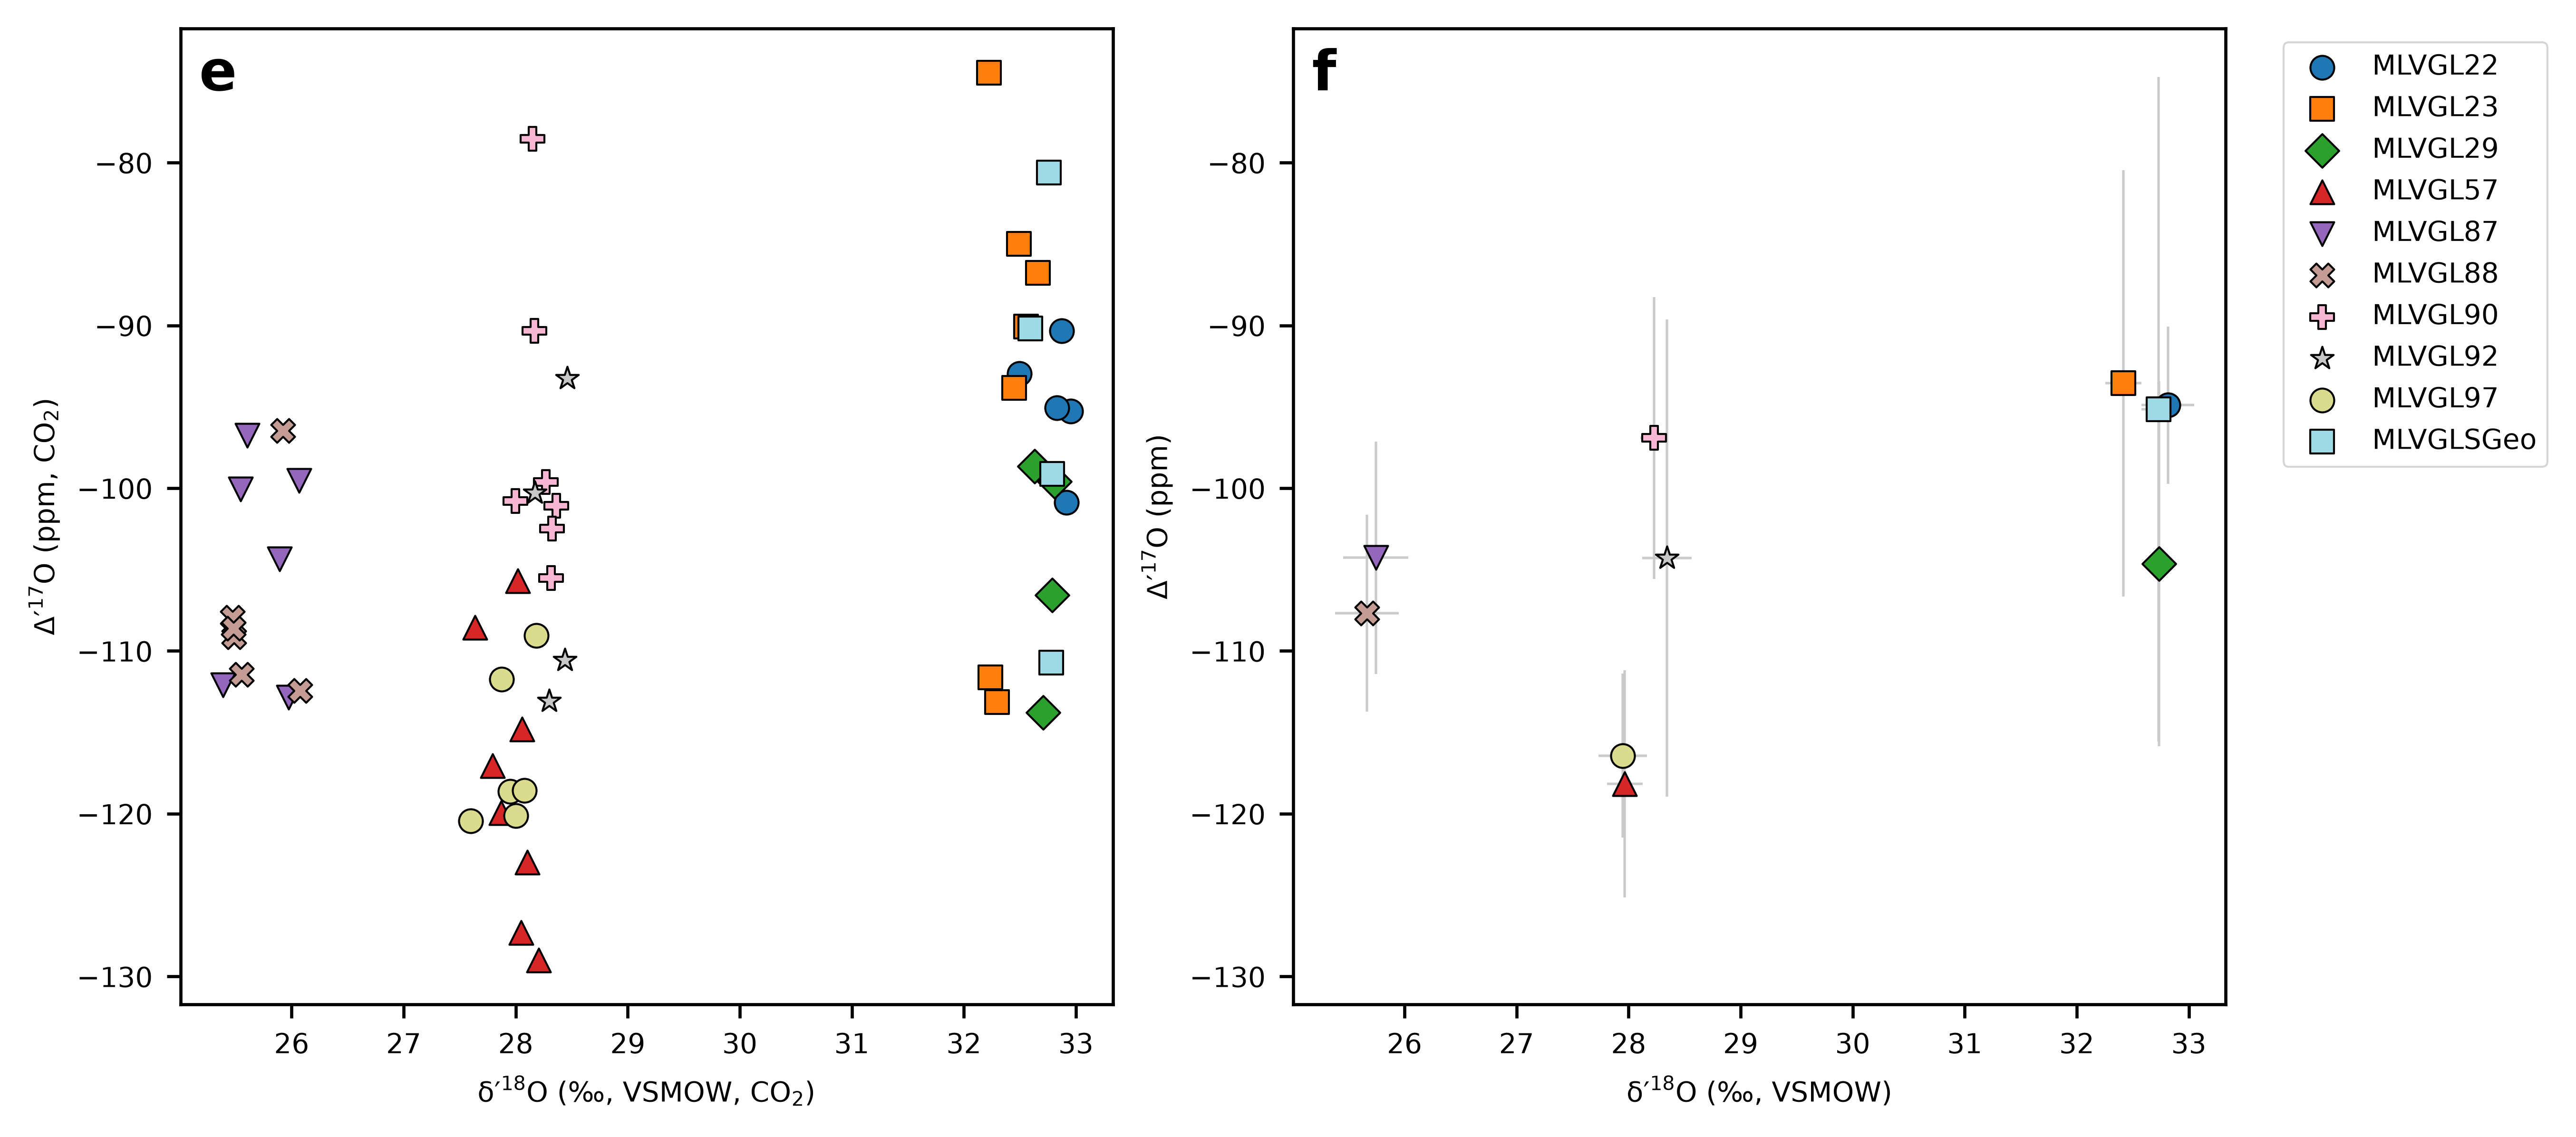 e
−80
−90
−100
−110
−120
−130
Δ′¹⁷O (ppm, CO₂)
26 27 28 29 30 31 32 33
δ′¹⁸O (‰, VSMOW, CO₂)
f
−80
−90
−100
−110
−120
−130
Δ′¹⁷O (ppm)
26 27 28 29 30 31 32 33
δ′¹⁸O (‰, VSMOW)
MLVGL22
MLVGL23
MLVGL29
MLVGL57
MLVGL87
MLVGL88
MLVGL90
MLVGL92
MLVGL97
MLVGLSGeo